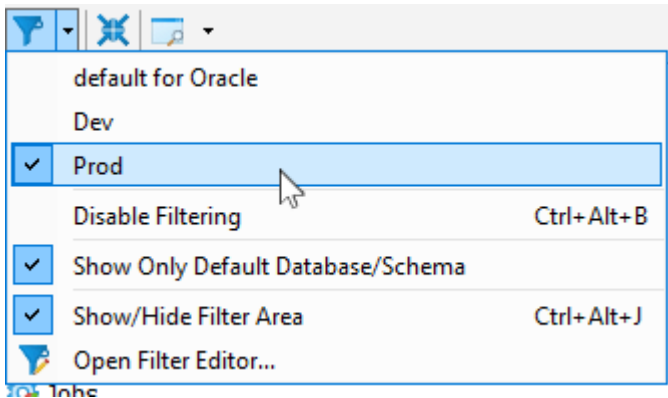 default for Oracle
Dev
Prod
Disable Filtering Ctrl+Alt+B
Show Only Default Database/Schema
Show/Hide Filter Area Ctrl+Alt+J
Open Filter Editor...
Jobs